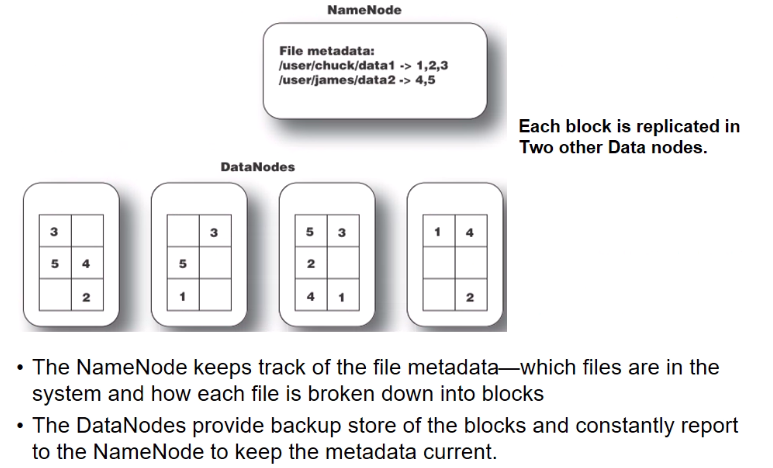 NameNode
File metadata:
/user/chuck/data1 -> 1,2,3
/user/james/data2 -> 4,5
Each block is replicated in
Two other Data nodes.
DataNodes
3
5 4
2
3
5
1
5 3
2
4 1
1 4
2
• The NameNode keeps track of the file metadata—which files are in the
system and how each file is broken down into blocks
• The DataNodes provide backup store of the blocks and constantly report
to the NameNode to keep the metadata current.